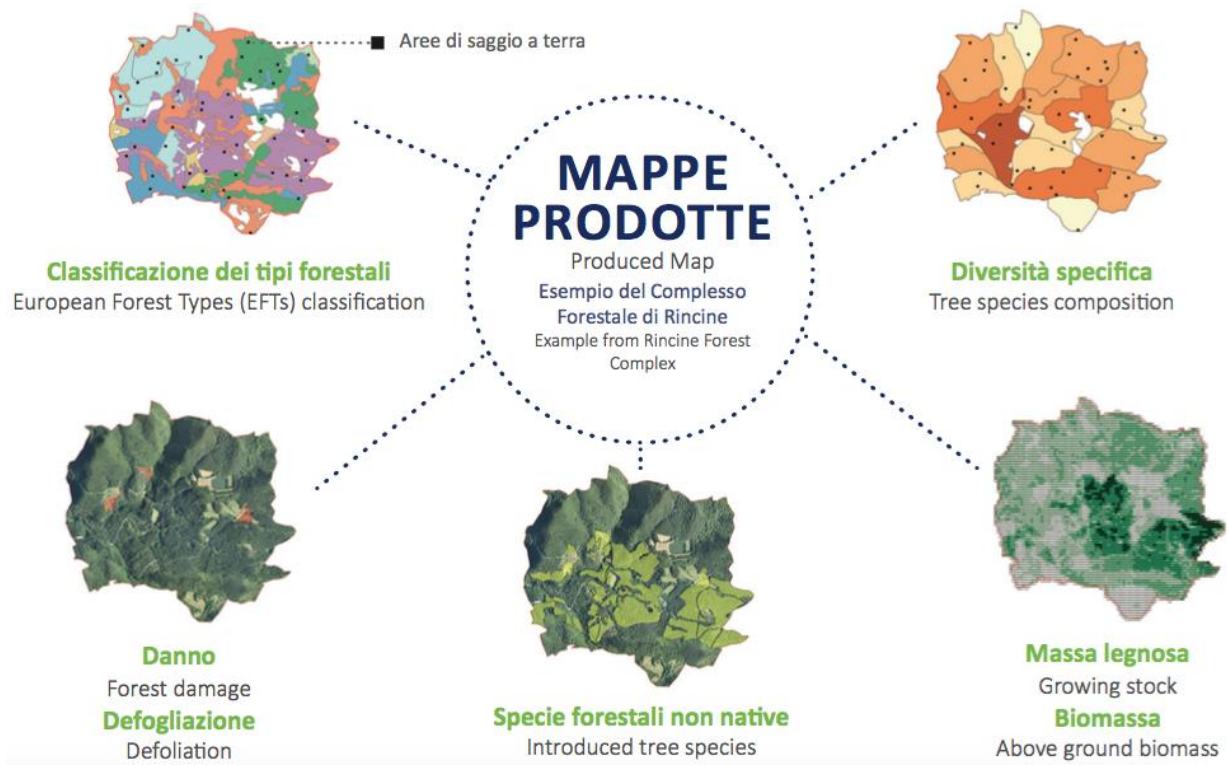 Aree di saggio a terra
MAPPE
PRODOTTE
Produced Map
Esempio del Complesso
Forestale di Rincine
Example from Rincine Forest
Complex
Classificazione dei tipi forestali
European Forest Types (EFTs) classification
Diversità specifica
Tree species composition
Danno
Forest damage
Defogliazione
Defoliation
Specie forestali non native
Introduced tree species
Massa legnosa
Growing stock
Biomassa
Above ground biomass